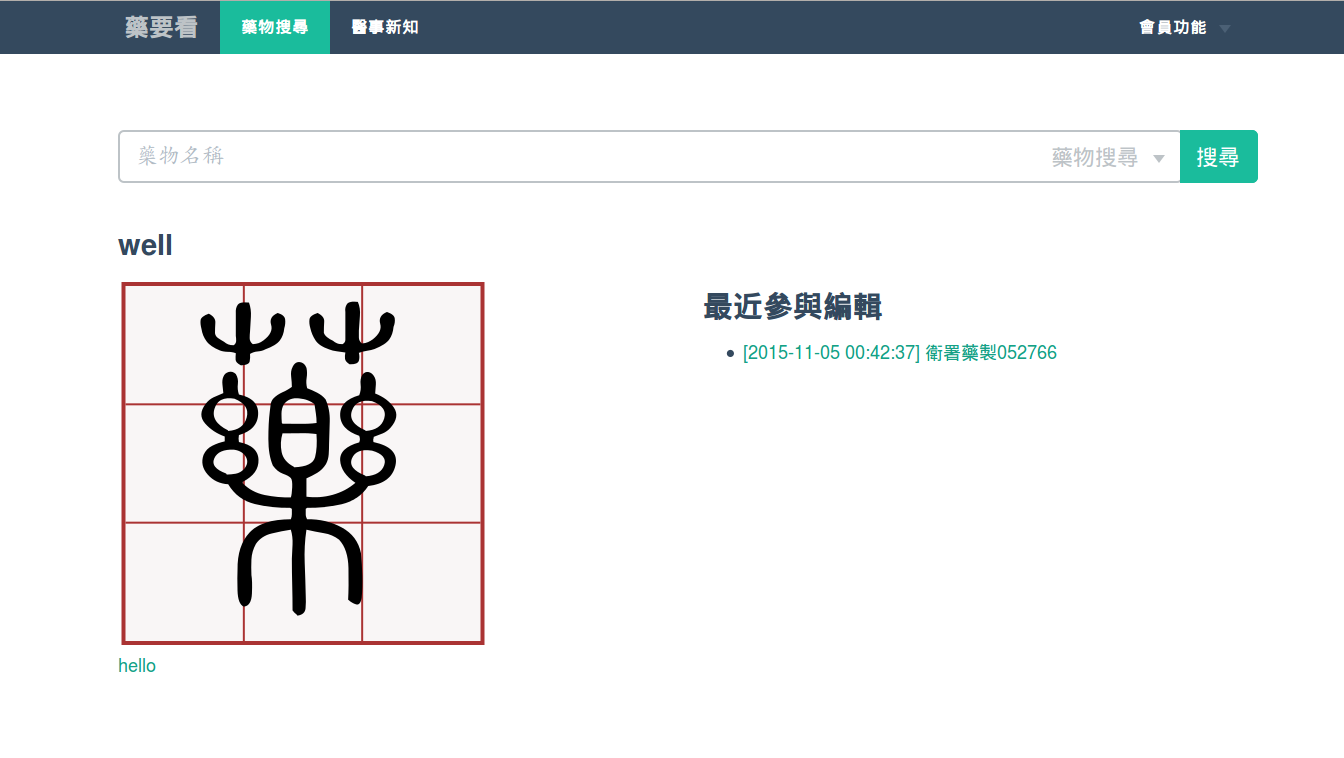 藥要看 藥物搜尋 醫事新知 會員功能
藥物名稱 藥物搜尋 搜尋
well
藥
最近參與編輯
[2015-11-05 00:42:37] 衛署藥製052766
hello